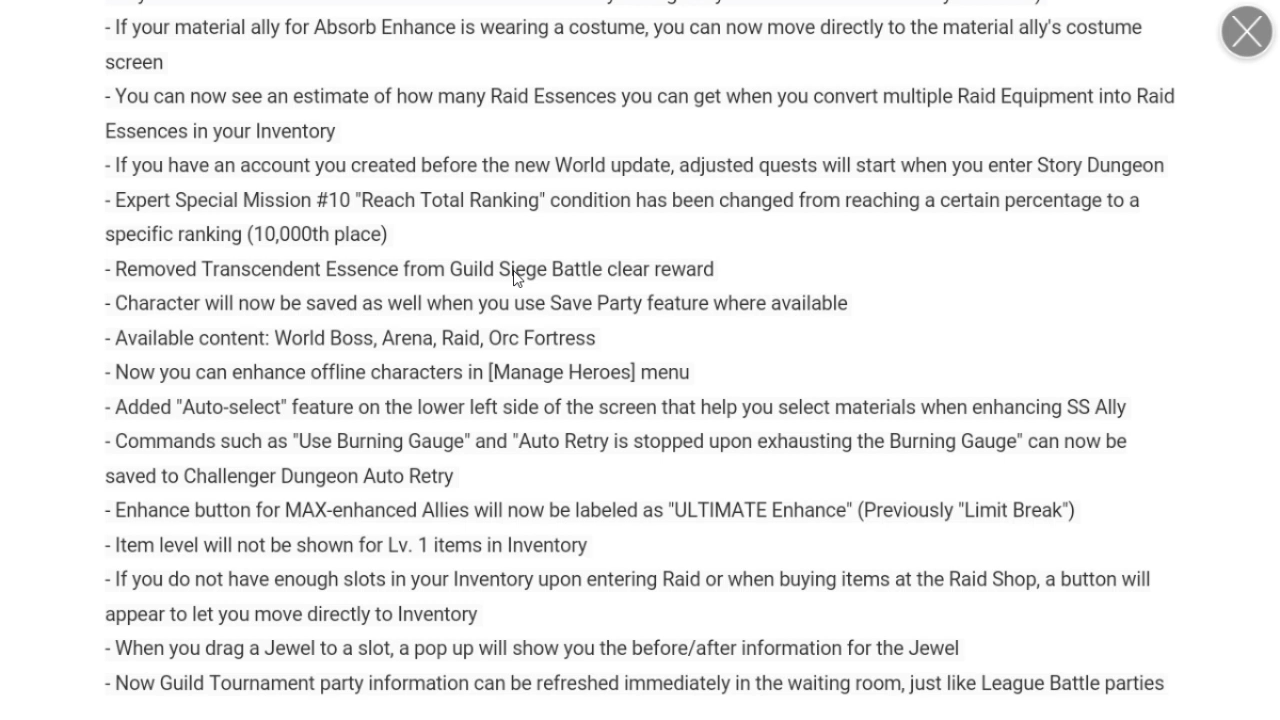 - If your material ally for Absorb Enhance is wearing a costume, you can now move directly to the material ally's costume
screen
- You can now see an estimate of how many Raid Essences you can get when you convert multiple Raid Equipment into Raid
Essences in your Inventory
- If you have an account you created before the new World update, adjusted quests will start when you enter Story Dungeon
- Expert Special Mission #10 "Reach Total Ranking" condition has been changed from reaching a certain percentage to a
specific ranking (10,000th place)
- Removed Transcendent Essence from Guild Siege Battle clear reward
- Character will now be saved as well when you use Save Party feature where available
- Available content: World Boss, Arena, Raid, Orc Fortress
- Now you can enhance offline characters in [Manage Heroes] menu
- Added "Auto-select" feature on the lower left side of the screen that help you select materials when enhancing SS Ally
- Commands such as "Use Burning Gauge" and "Auto Retry is stopped upon exhausting the Burning Gauge" can now be
saved to Challenger Dungeon Auto Retry
- Enhance button for MAX-enhanced Allies will now be labeled as "ULTIMATE Enhance" (Previously "Limit Break")
- Item level will not be shown for Lv. 1 items in Inventory
- If you do not have enough slots in your Inventory upon entering Raid or when buying items at the Raid Shop, a button will
appear to let you move directly to Inventory
- When you drag a Jewel to a slot, a pop up will show you the before/after information for the Jewel
- Now Guild Tournament party information can be refreshed immediately in the waiting room, just like League Battle parties